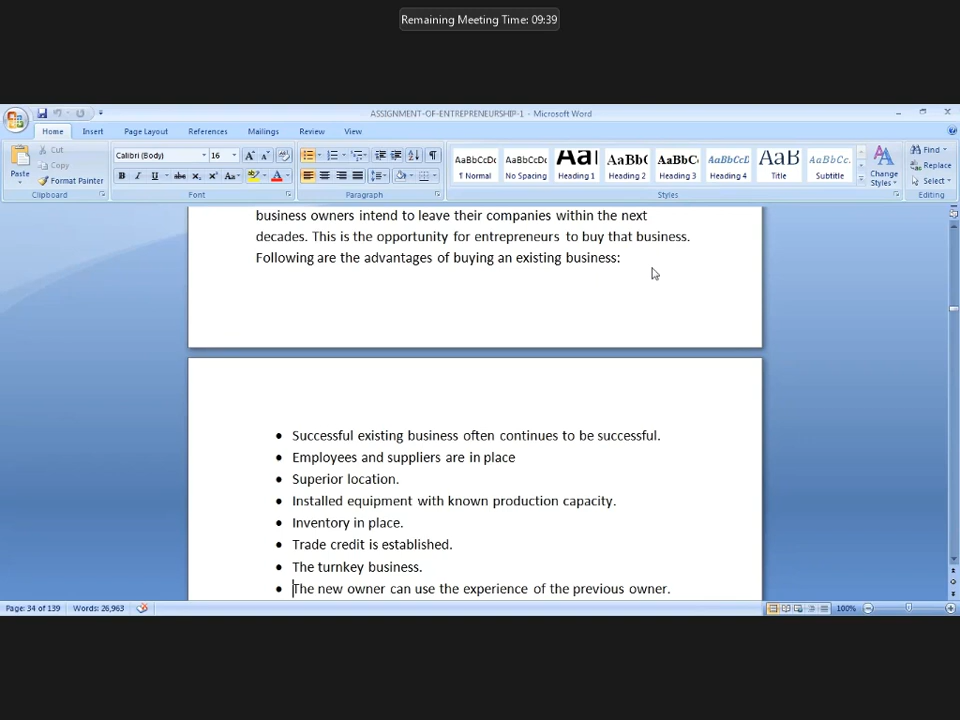 Remaining Meeting Time: 09:39
ASSIGNMENT-OF-ENTREPRENEURSHIP-1 - Microsoft Word
Home Insert Page Layout References Mailings Review View
Paste Cut Copy Format Painter
Calibri (Body) 16
B I U abc X₂ X² Aa
AaBbCcDc AaBbCcDc AaBb( AaBbC AaBbCcD AaB AaBbCc.
¶ Normal No Spacing Heading 1 Heading 2 Heading 3 Heading 4 Title Subtitle
Change Styles
Find Replace Select
Clipboard Font Paragraph Styles Editing
business owners intend to leave their companies within the next
decades. This is the opportunity for entrepreneurs to buy that business.
Following are the advantages of buying an existing business:
• Successful existing business often continues to be successful.
• Employees and suppliers are in place
• Superior location.
• Installed equipment with known production capacity.
• Inventory in place.
• Trade credit is established.
• The turnkey business.
• The new owner can use the experience of the previous owner.
Page: 34 of 139 Words: 26,963 100%